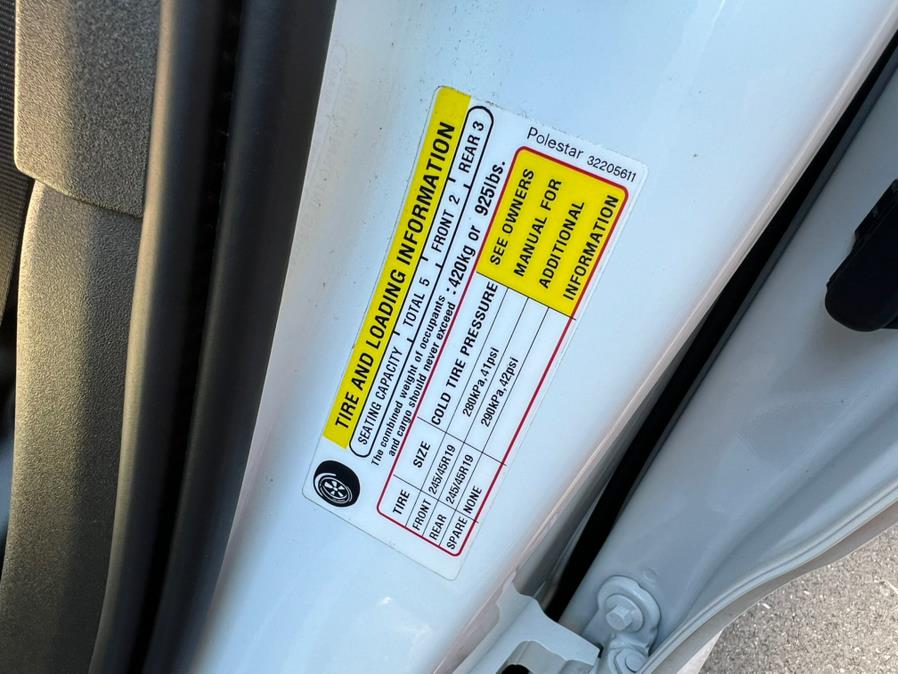 TIRE AND LOADING INFORMATION
SEATING CAPACITY TOTAL 5 FRONT 2 REAR 3
The combined weight of occupants
and cargo should never exceed : 420kg or 925lbs.
TIRE SIZE COLD TIRE PRESSURE
FRONT 245/45R19 280kPa,41psi
REAR 245/45R19 290kPa,42psi
SPARE NONE
SEE OWNERS
MANUAL FOR
ADDITIONAL
INFORMATION
Polestar 32205611